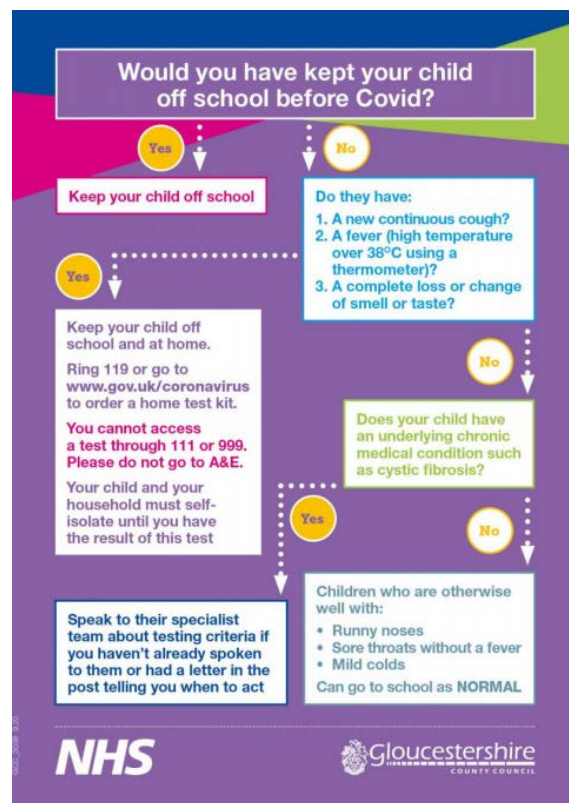 Would you have kept your child
off school before Covid?
Yes
No
Keep your child off school
Do they have:
1. A new continuous cough?
2. A fever (high temperature
over 38ºC using a
thermometer)?
3. A complete loss or change
of smell or taste?
Yes
Keep your child off
school and at home.
Ring 119 or go to
www.gov.uk/coronavirus
to order a home test kit.
You cannot access
a test through 111 or 999.
Please do not go to A&E.
Your child and your
household must self-
isolate until you have
the result of this test
No
Does your child have
an underlying chronic
medical condition such
as cystic fibrosis?
Yes
No
Speak to their specialist
team about testing criteria if
you haven't already spoken
to them or had a letter in the
post telling you when to act
Children who are otherwise
well with:
• Runny noses
• Sore throats without a fever
• Mild colds
Can go to school as NORMAL
NHS
Gloucestershire
COUNTY COUNCIL